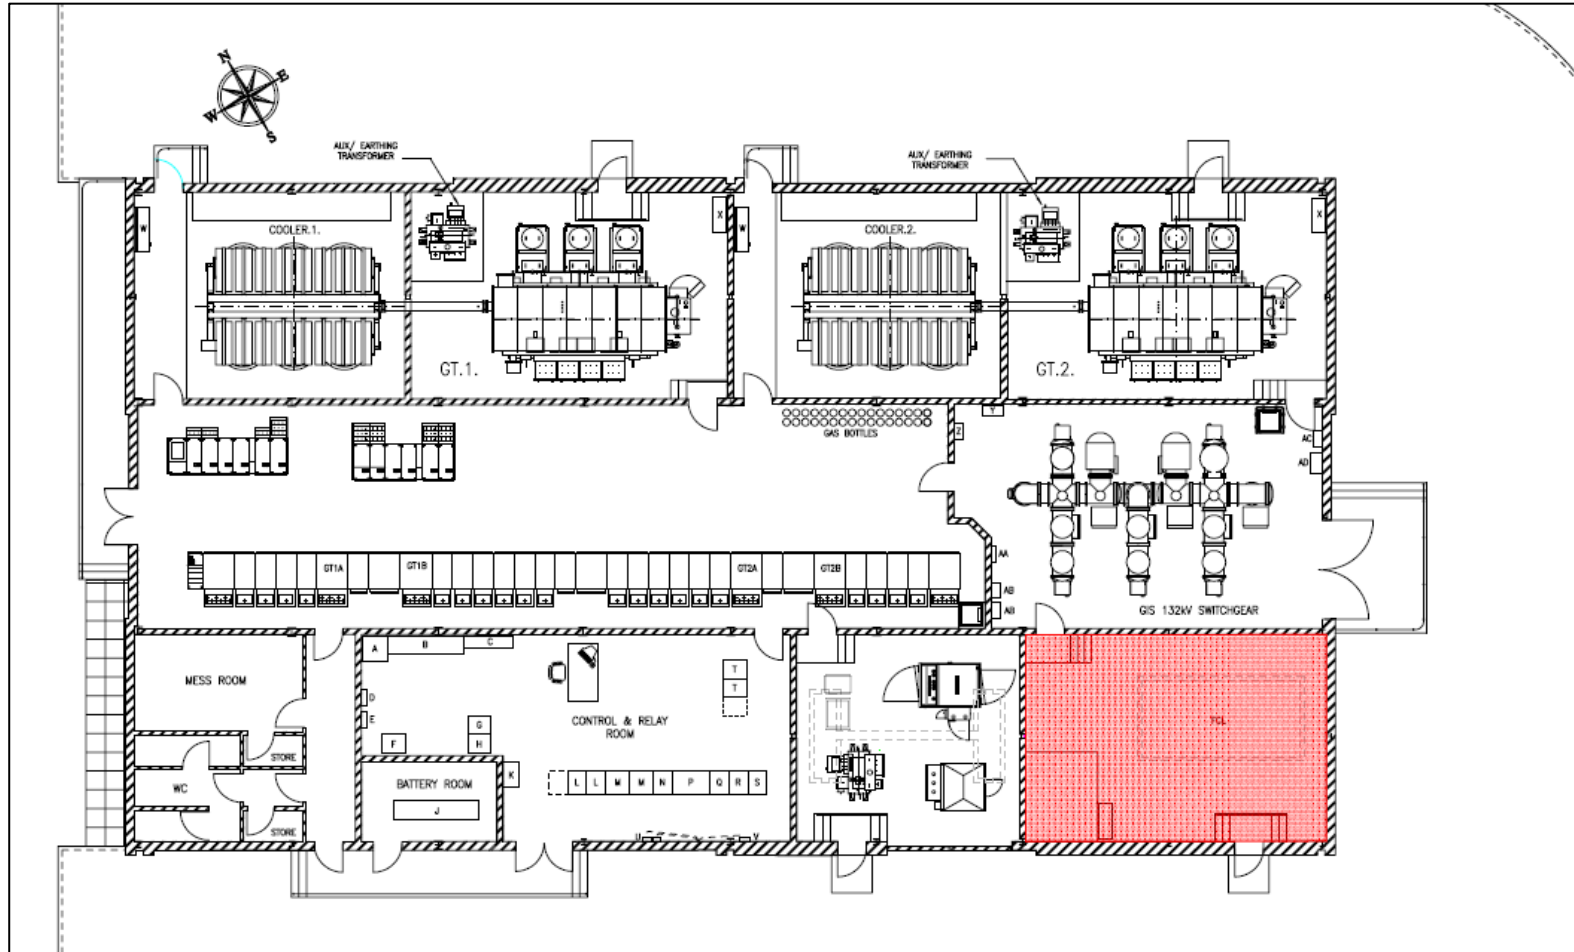 N
E
W
S
AUX/ EARTHING
TRANSFORMER
AUX/ EARTHING
TRANSFORMER
W
COOLER.1.
X
W
COOLER.2.
X
GT.1.
GT.2.
GAS BOTTLES
Y
Z
AC
AD
GT1A
GT1B
GT2A
GT2B
AA
AB
AB
GIS 132kV SWITCHGEAR
MESS ROOM
STORE
WC
STORE
A
B
C
D
E
F
G
H
CONTROL & RELAY
ROOM
T
T
BATTERY ROOM
J
K
L
L
M
M
N
P
Q
R
S
U
V
TCL